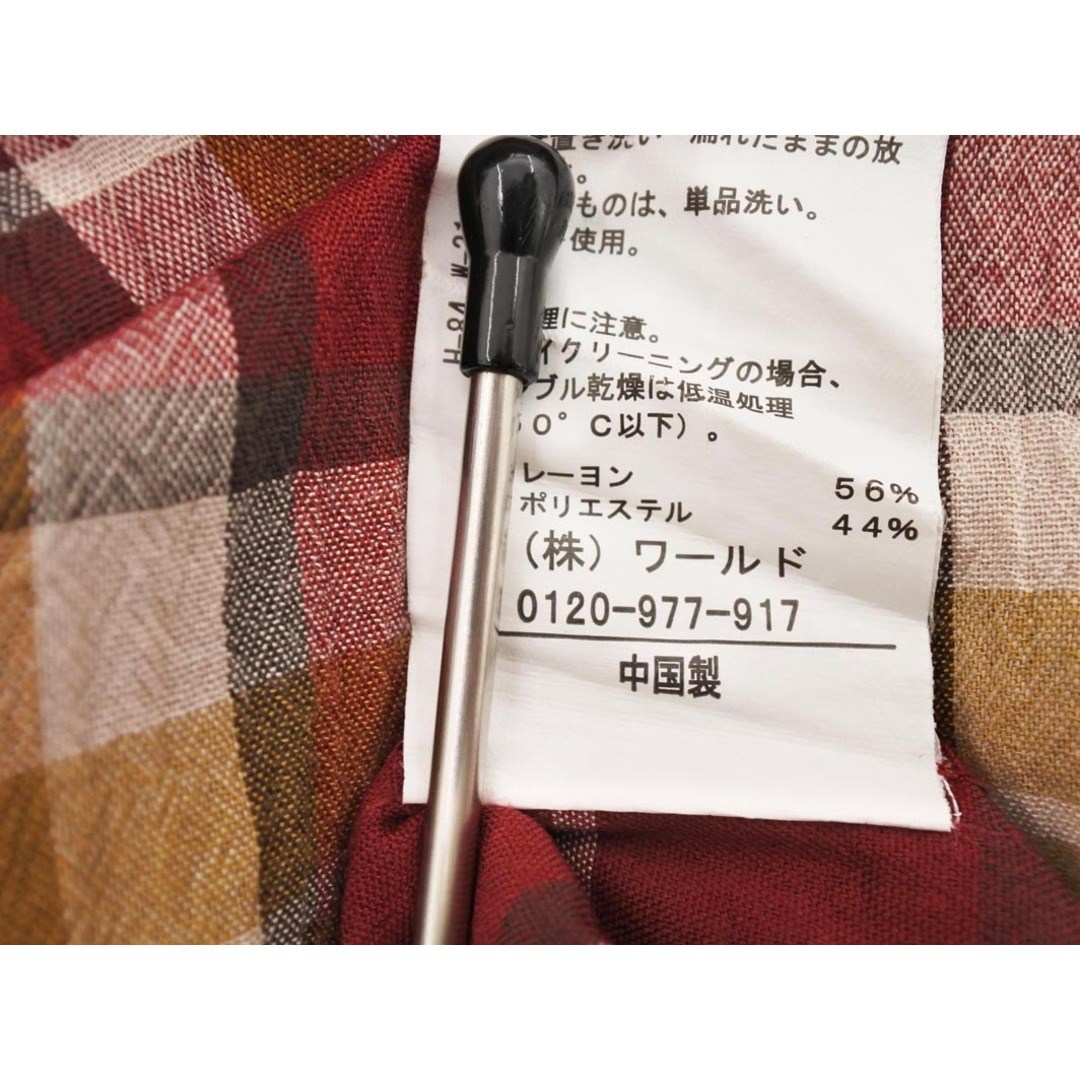 置き洗い 濡れたままの放
。
ものは、単品洗い。
使用。
理に注意。
イクリーニングの場合、
ブル乾燥は低温処理
0°C以下)。
レーヨン 56%
ポリエステル 44%
(株)ワールド
0120-977-917
中国製